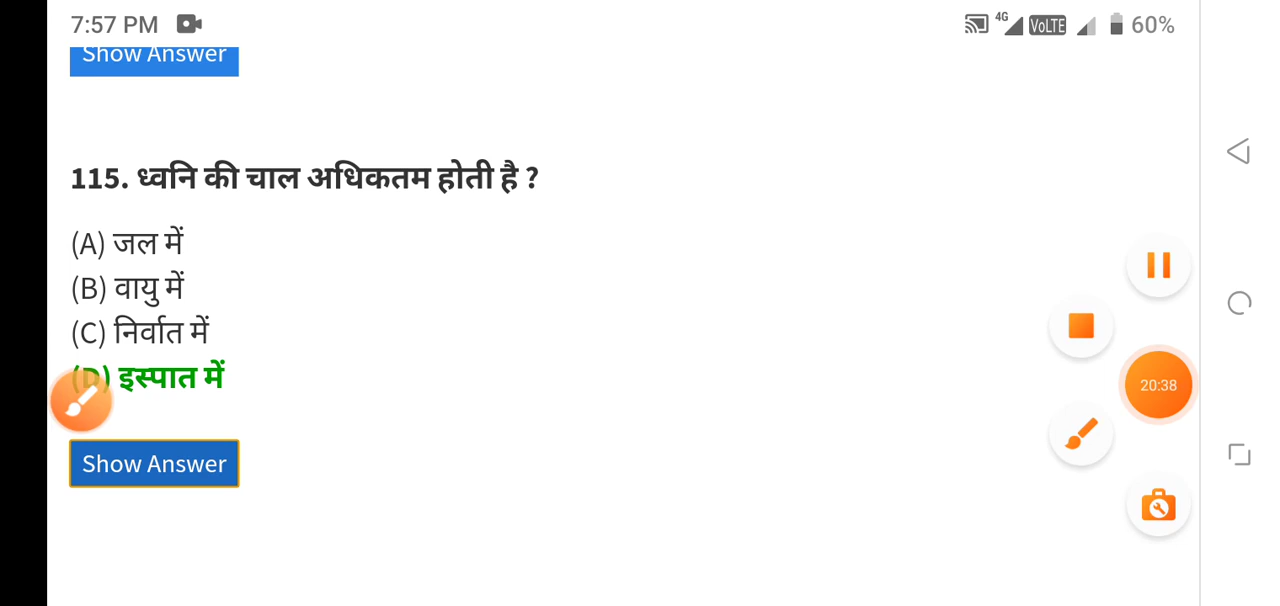 7:57 PM 4G VoLTE 60%
Show Answer
115. ध्वनि की चाल अधिकतम होती है ?
(A) जल में
(B) वायु में
(C) निर्वात में
(D) इस्पात में
20:38
Show Answer